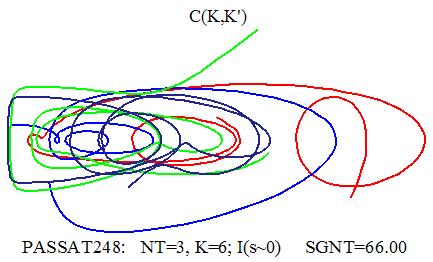 C(K,K')
PASSAT248: NT=3, K=6; I(s~0) SGNT=66.00